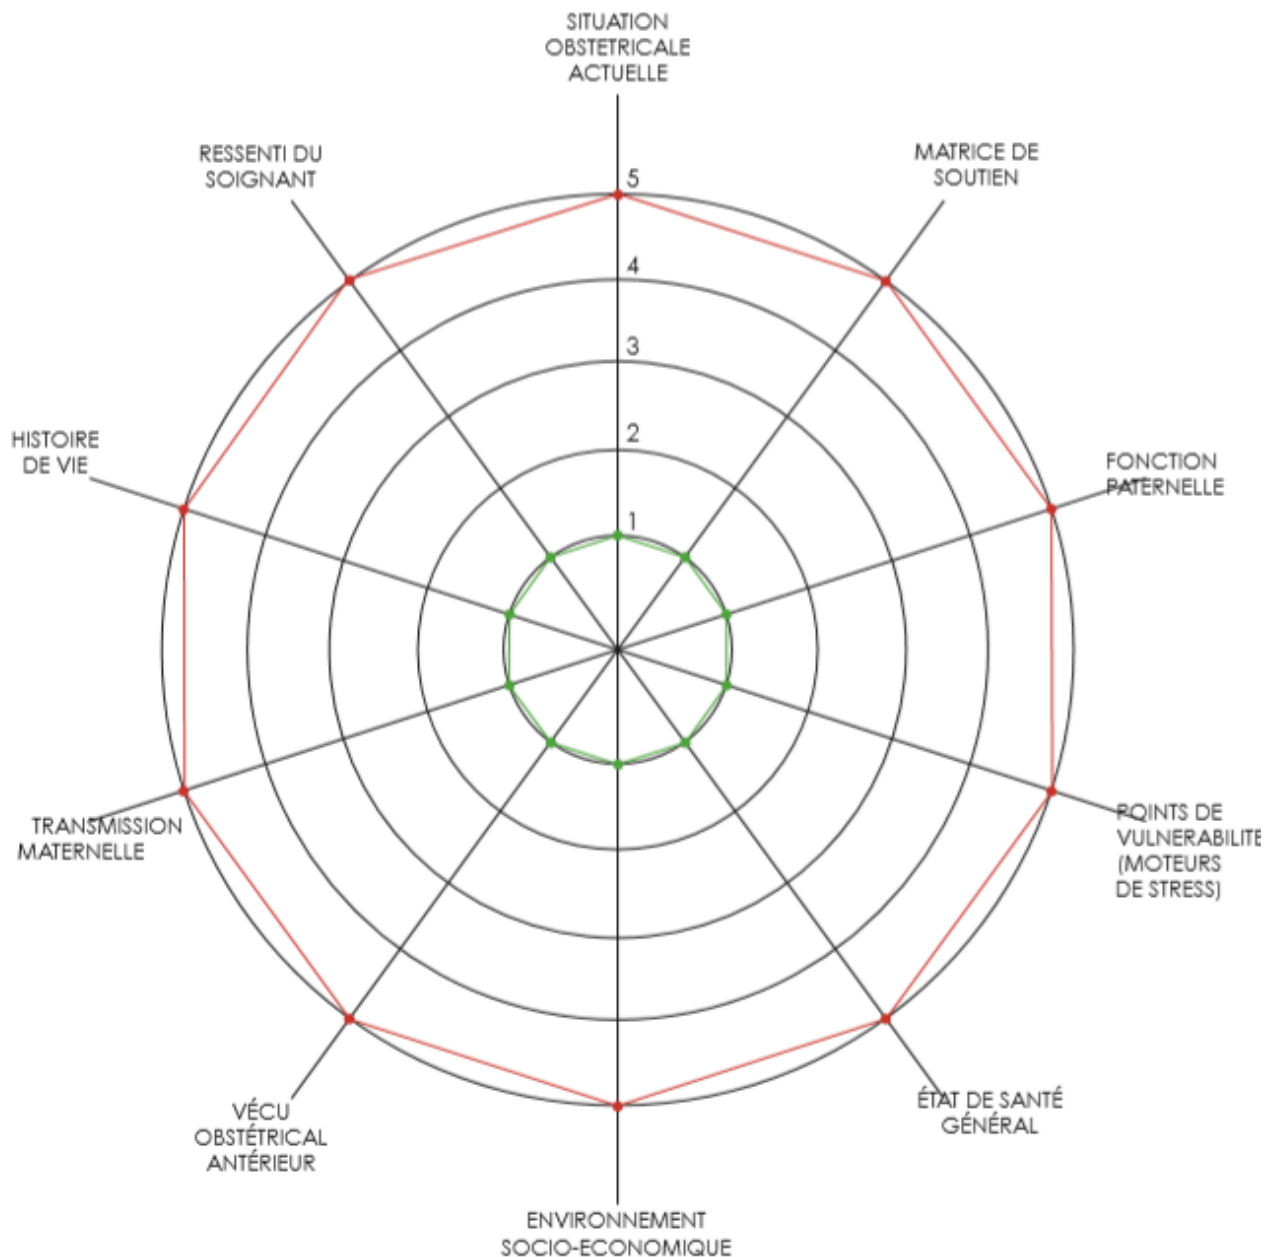 SITUATION
OBSTETRICALE
ACTUELLE
RESSENTI DU
SOIGNANT
MATRICE DE
SOUTIEN
5
4
3
2
1
HISTOIRE
DE VIE
FONCTION
PATERNELLE
TRANSMISSION
MATERNELLE
POINTS DE
VULNERABILITE
(MOTEURS
DE STRESS)
VÉCU
OBSTÉTRICAL
ANTÉRIEUR
ÉTAT DE SANTÉ
GÉNÉRAL
ENVIRONNEMENT
SOCIO-ECONOMIQUE